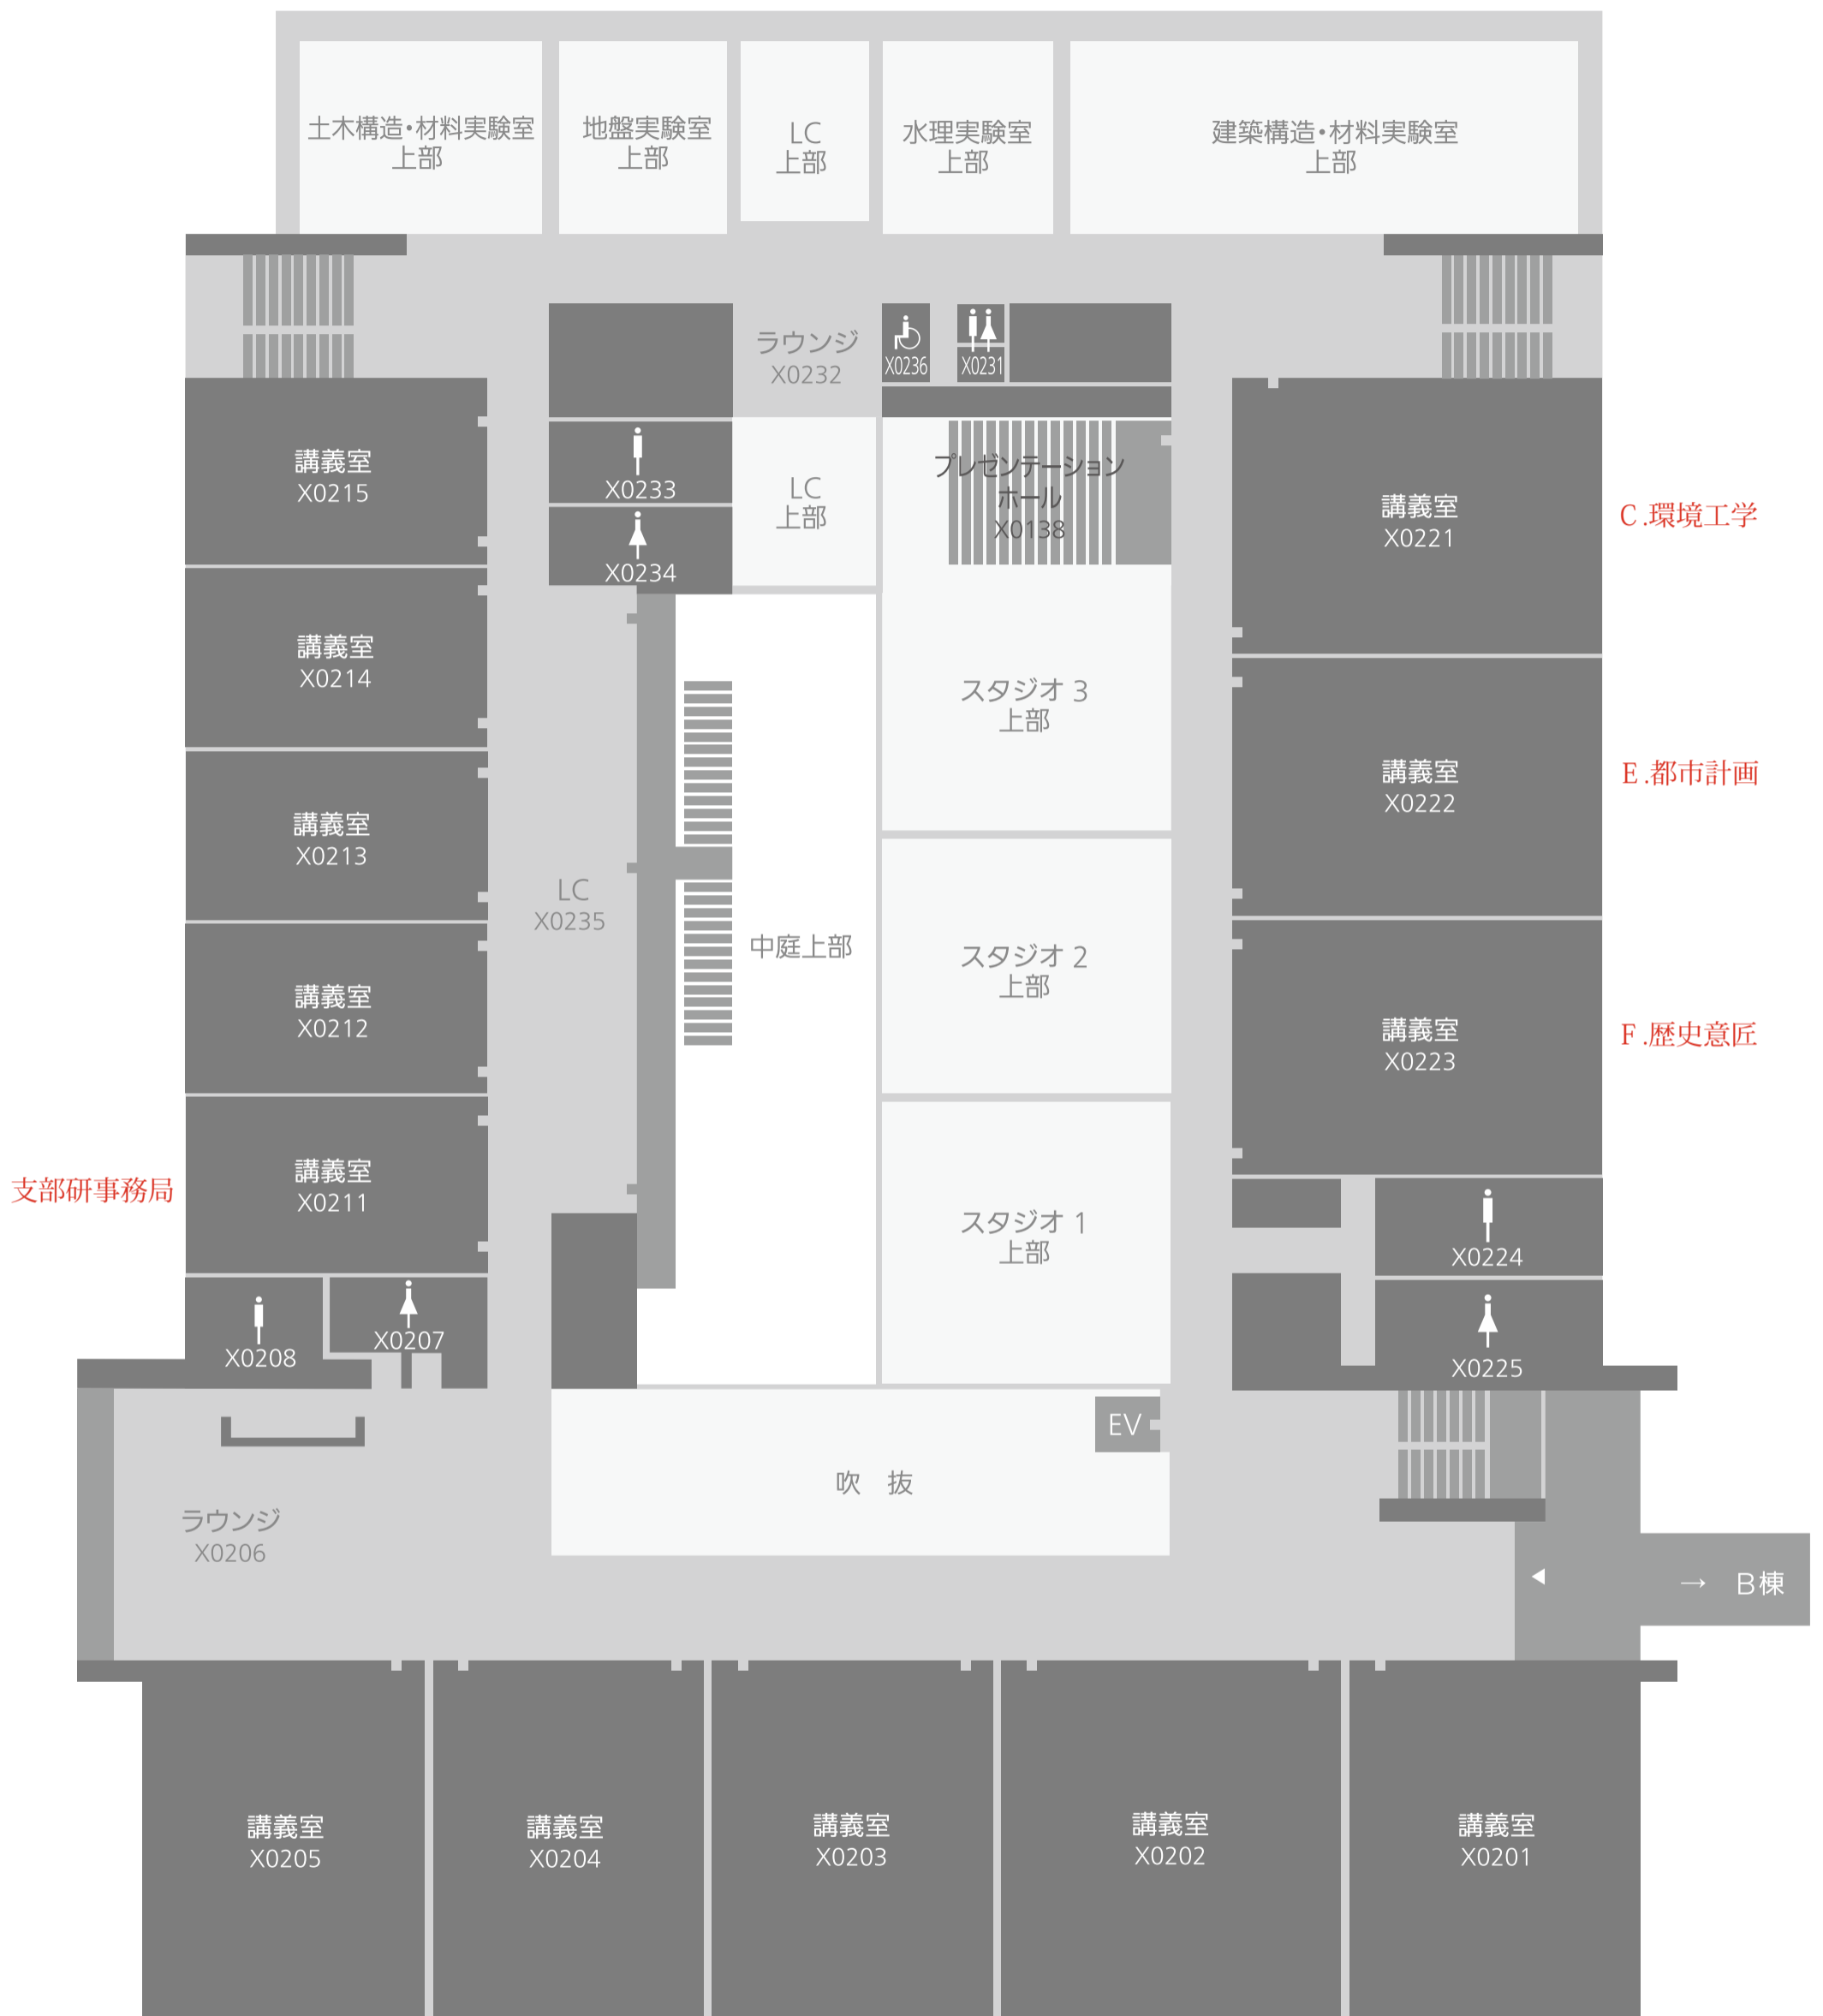 土木構造・材料実験室
上部
地盤実験室
上部
LC
上部
水理実験室
上部
建築構造・材料実験室
上部
ラウンジ
X0232
X0236
X0231
講義室
X0215
X0233
X0234
LC
上部
プレゼンテーション
ホール
X0138
講義室
X0221
C.環境工学
講義室
X0214
スタジオ 3
上部
講義室
X0222
E.都市計画
講義室
X0213
LC
X0235
中庭上部
スタジオ 2
上部
講義室
X0212
講義室
X0223
F.歴史意匠
支部研事務局
講義室
X0211
スタジオ 1
上部
X0224
X0208
X0207
X0225
EV
吹 抜
ラウンジ
X0206
→ B棟
講義室
X0205
講義室
X0204
講義室
X0203
講義室
X0202
講義室
X0201